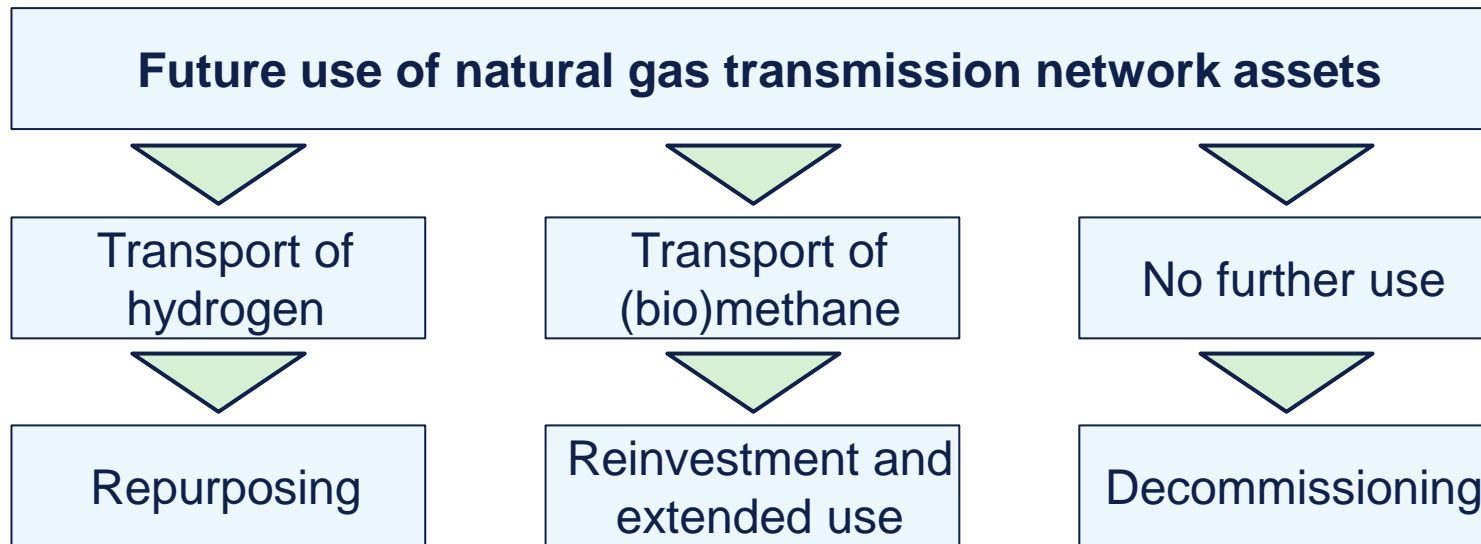 Future use of natural gas transmission network assets
Transport of
hydrogen
Transport of
(bio)methane
No further use
Repurposing
Reinvestment and
extended use
Decommissioning